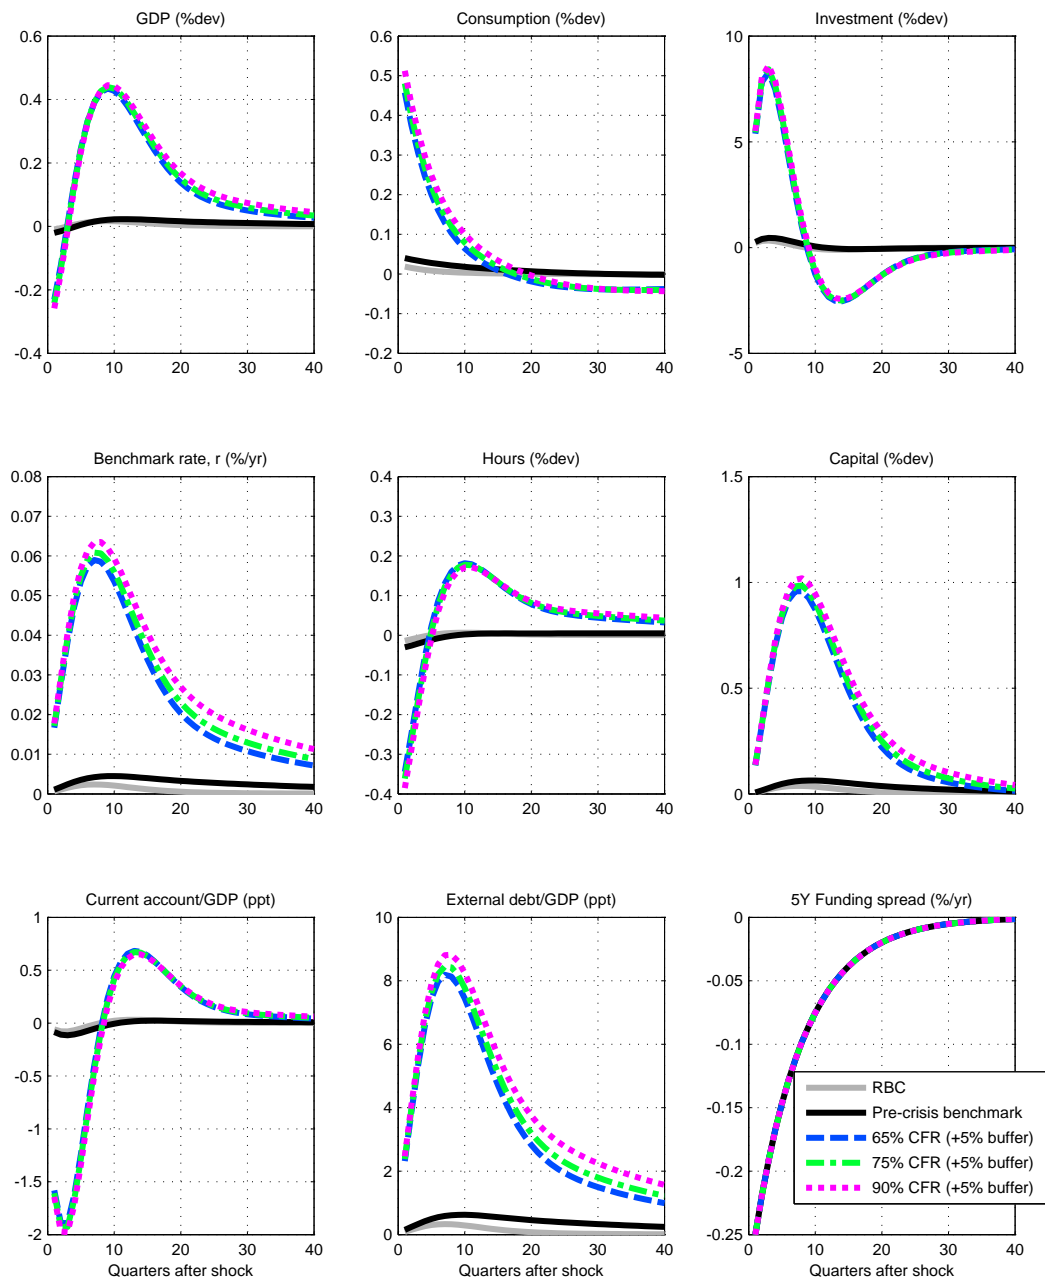 GDP (%dev)
0.6
0.4
0.2
0
-0.2
-0.4
0 10 20 30 40
Consumption (%dev)
0.6
0.5
0.4
0.3
0.2
0.1
0
-0.1
-0.2
0 10 20 30 40
Investment (%dev)
10
5
0
-5
0 10 20 30 40
Benchmark rate, r (%/yr)
0.08
0.07
0.06
0.05
0.04
0.03
0.02
0.01
0
0 10 20 30 40
Hours (%dev)
0.4
0.3
0.2
0.1
0
-0.1
-0.2
-0.3
-0.4
0 10 20 30 40
Capital (%dev)
1.5
1
0.5
0
0 10 20 30 40
Current account/GDP (ppt)
1
0.5
0
-0.5
-1
-1.5
-2
0 10 20 30 40
Quarters after shock
External debt/GDP (ppt)
10
8
6
4
2
0
0 10 20 30 40
Quarters after shock
5Y Funding spread (%/yr)
0
-0.05
-0.1
-0.15
-0.2
-0.25
0 10 20 30 40
Quarters after shock
RBC
Pre-crisis benchmark
65% CFR (+5% buffer)
75% CFR (+5% buffer)
90% CFR (+5% buffer)